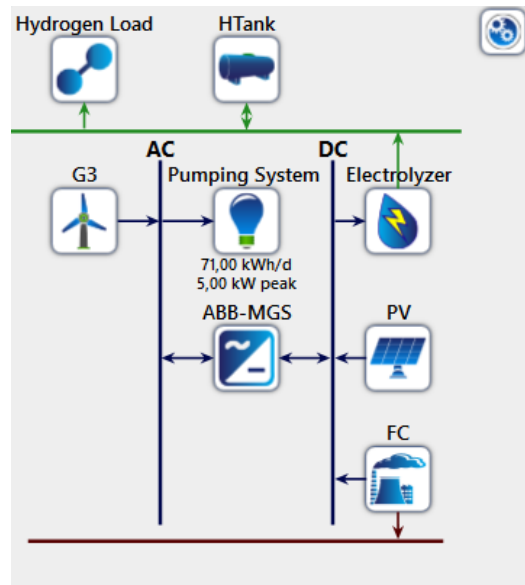 Hydrogen Load
HTank
AC
DC
G3
Pumping System
Electrolyzer
71,00 kWh/d
5,00 kW peak
ABB-MGS
PV
FC